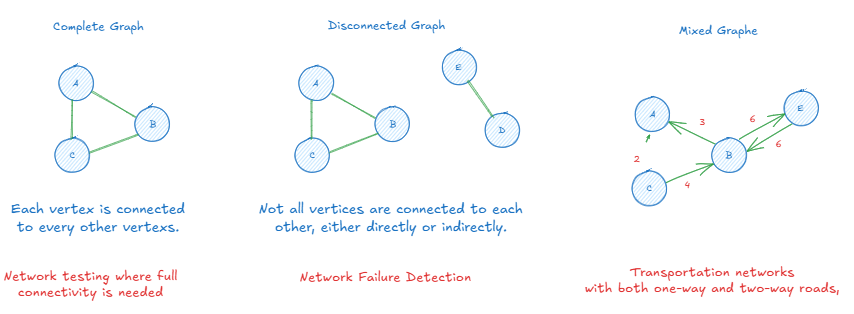 Complete Graph
A
B
C
Each vertex is connected
to every other vertexs.
Network testing where full
connectivity is needed
Disconnected Graph
E
A
B
D
C
Not all vertices are connected to each
other, either directly or indirectly.
Network Failure Detection
Mixed Graphe
E
A
3
6
6
B
2
C
4
Transportation networks
with both one-way and two-way roads,